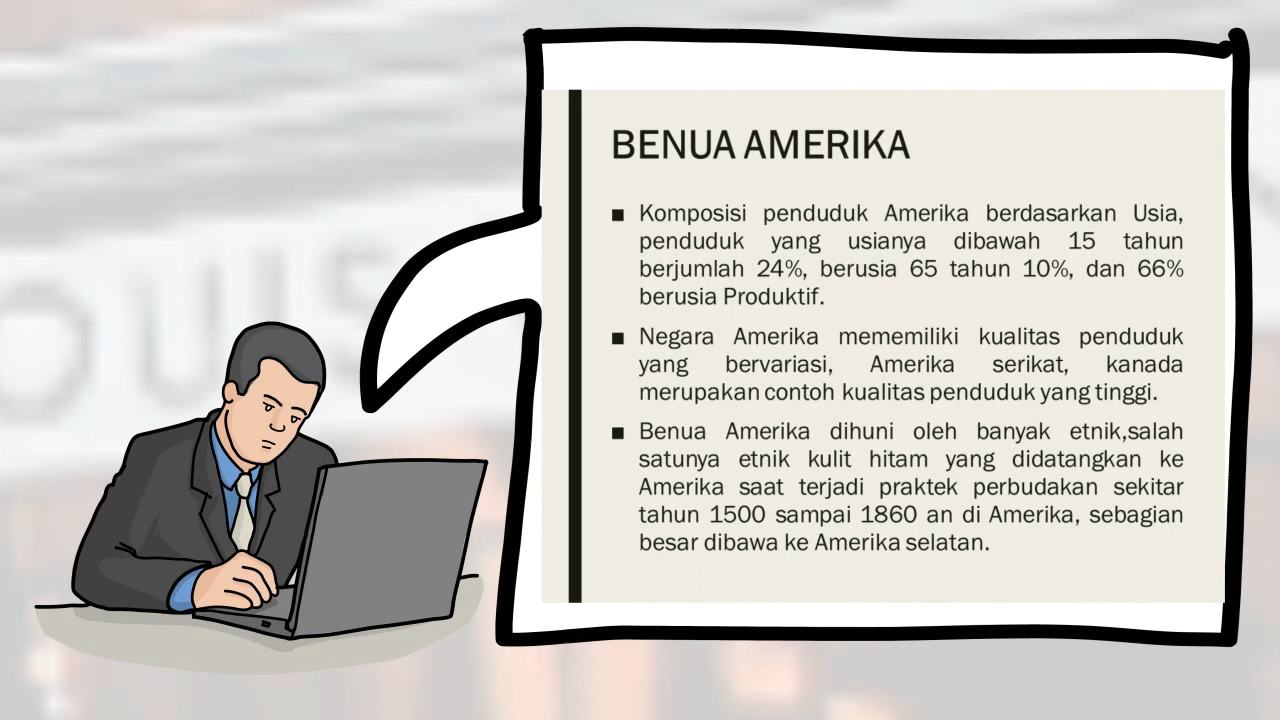 BENUA AMERIKA
Komposisi penduduk Amerika berdasarkan Usia,
penduduk yang usianya dibawah 15 tahun
berjumlah 24%, berusia 65 tahun 10%, dan 66%
berusia Produktif.
Negara Amerika mememiliki kualitas penduduk
yang bervariasi, Amerika serikat, kanada
merupakan contoh kualitas penduduk yang tinggi.
Benua Amerika dihuni oleh banyak etnik,salah
satunya etnik kulit hitam yang didatangkan ke
Amerika saat terjadi praktek perbudakan sekitar
tahun 1500 sampai 1860 an di Amerika, sebagian
besar dibawa ke Amerika selatan.